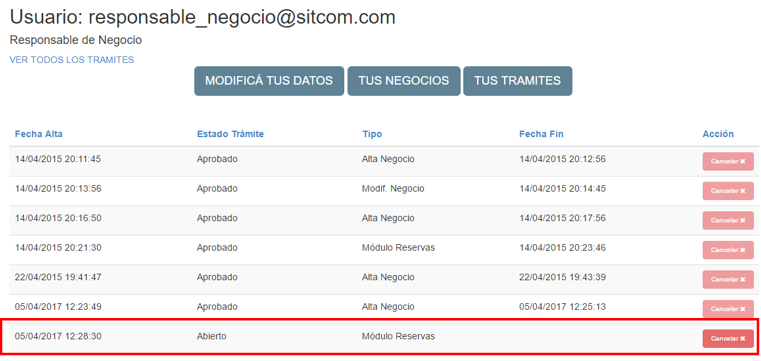 Usuario: responsable_negocio@sitcom.com
Responsable de Negocio
VER TODOS LOS TRAMITES
MODIFICÁ TUS DATOS TUS NEGOCIOS TUS TRAMITES
Fecha Alta Estado Trámite Tipo Fecha Fin Acción
14/04/2015 20:11:45 Aprobado Alta Negocio 14/04/2015 20:12:56 Cancelar ✖
14/04/2015 20:13:56 Aprobado Modif. Negocio 14/04/2015 20:14:45 Cancelar ✖
14/04/2015 20:16:50 Aprobado Alta Negocio 14/04/2015 20:17:56 Cancelar ✖
14/04/2015 20:21:30 Aprobado Módulo Reservas 14/04/2015 20:23:46 Cancelar ✖
22/04/2015 19:41:47 Aprobado Alta Negocio 22/04/2015 19:43:39 Cancelar ✖
05/04/2017 12:23:49 Aprobado Alta Negocio 05/04/2017 12:25:13 Cancelar ✖
05/04/2017 12:28:30 Abierto Módulo Reservas Cancelar ✖